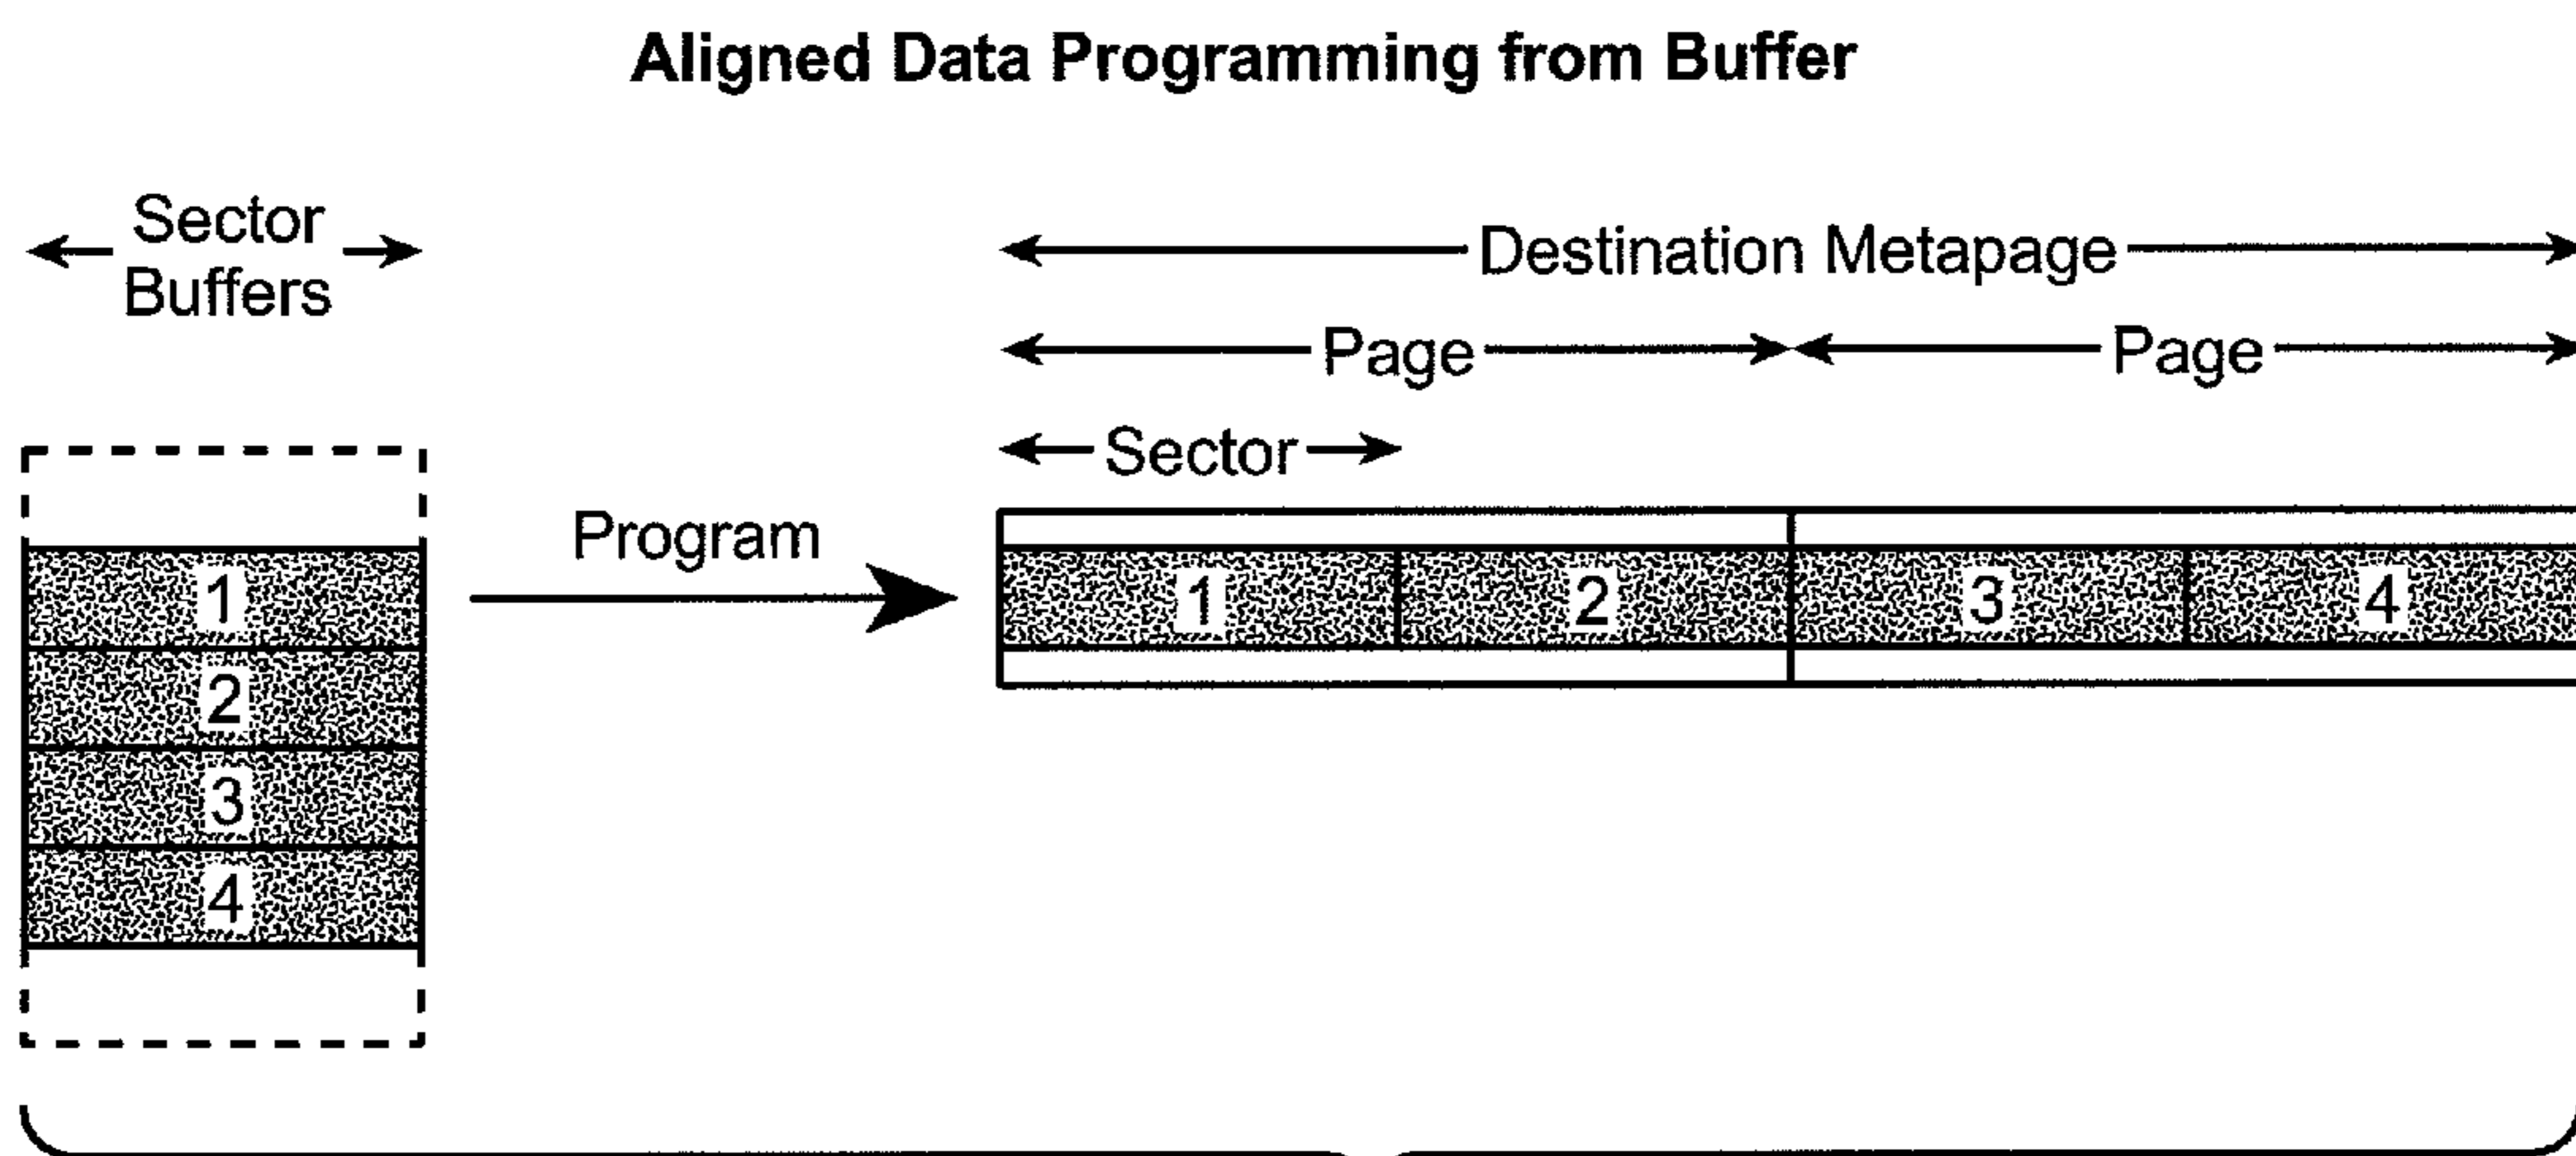 Aligned Data Programming from Buffer
Sector
Buffers
Destination Metapage
Page
Page
Sector
Program
1
2
3
4
1
2
3
4